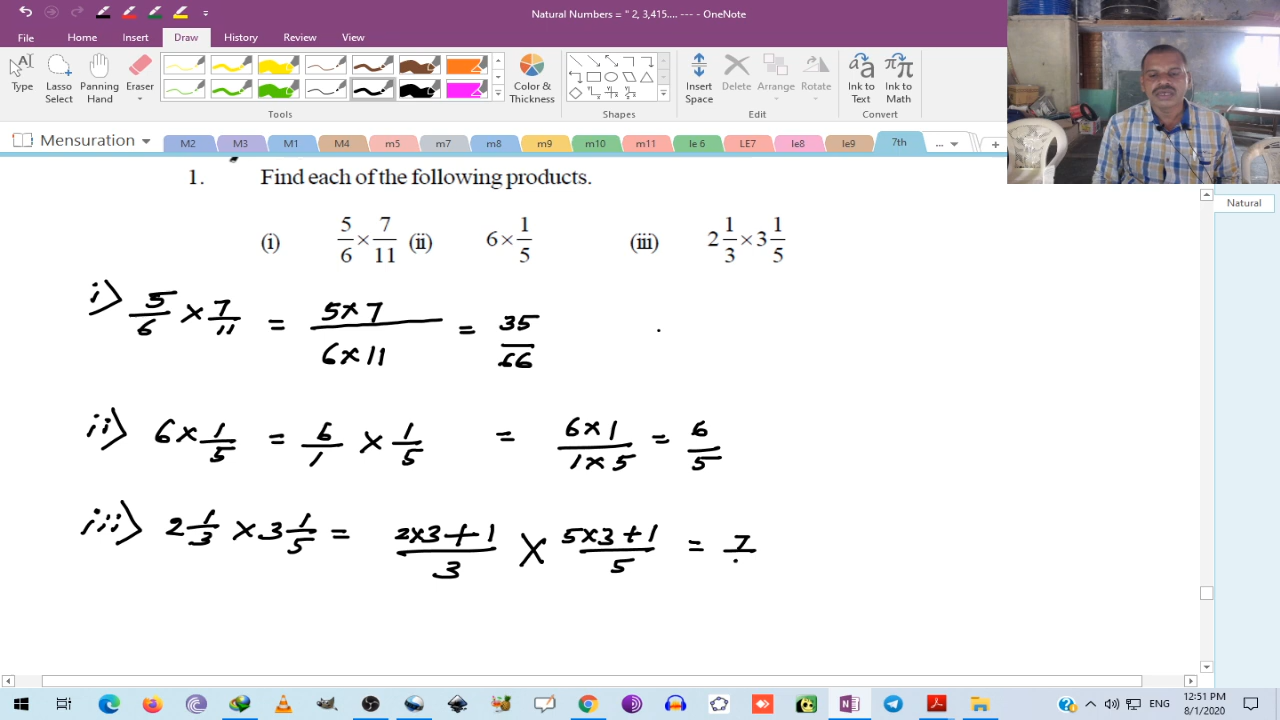 Natural Numbers = " 2, 3,415.... --- - OneNote
File Home Insert Draw History Review View
Type Lasso Select Panning Hand Eraser Color & Thickness Insert Space Delete Arrange Rotate Ink to Text Ink to Math
Tools Shapes Edit Convert
Mensuration M2 M3 M1 M4 m5 m7 m8 m9 m10 m11 le 6 LE7 le8 le9 7th ... +
Natural
1. Find each of the following products.
(i) 5/6 × 7/11 (ii) 6 × 1/5 (iii) 2 1/3 × 3 1/5
i) 5/6 × 7/11 = 5×7/6×11 = 35/66
ii) 6 × 1/5 = 6/1 × 1/5 = 6×1/1×5 = 6/5
iii) 2 1/3 × 3 1/5 = 2×3+1/3 × 5×3+1/5 = 7/
ENG 12:51 PM
8/1/2020